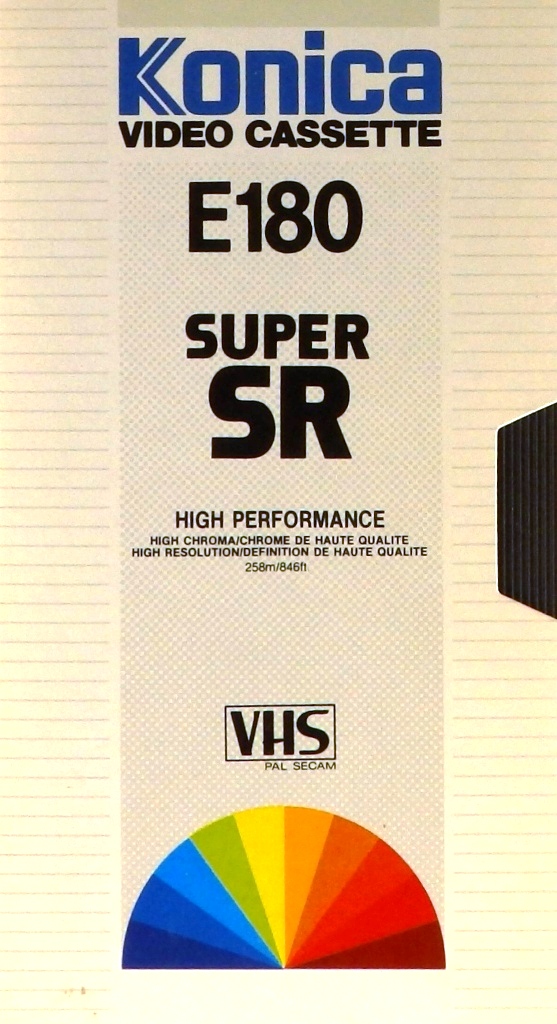 Konica
VIDEO CASSETTE
E180
SUPER
SR
HIGH PERFORMANCE
HIGH CHROMA/CHROME DE HAUTE QUALITE
HIGH RESOLUTION/DEFINITION DE HAUTE QUALITE
258m/846ft.
VHS
PAL SECAM